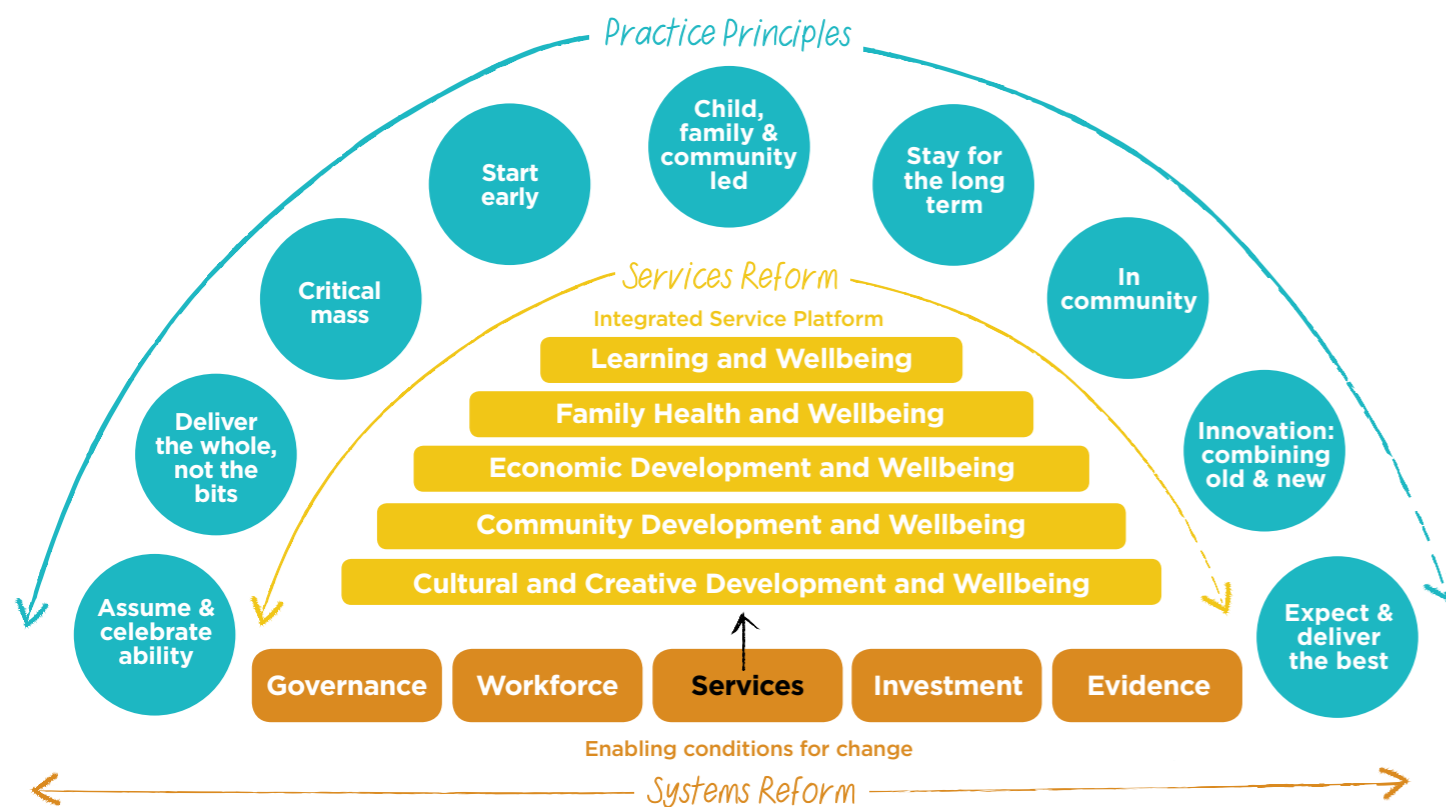 Practice Principles
Child,
family &
community
led
Start
early
Stay for
the long
term
Critical
mass
In
community
Deliver
the whole,
not the
bits
Innovation:
combining
old & new
Assume &
celebrate
ability
Expect &
deliver
the best
Services Reform
Integrated Service Platform
Learning and Wellbeing
Family Health and Wellbeing
Economic Development and Wellbeing
Community Development and Wellbeing
Cultural and Creative Development and Wellbeing
Governance
Workforce
Services
Investment
Evidence
Enabling conditions for change
Systems Reform